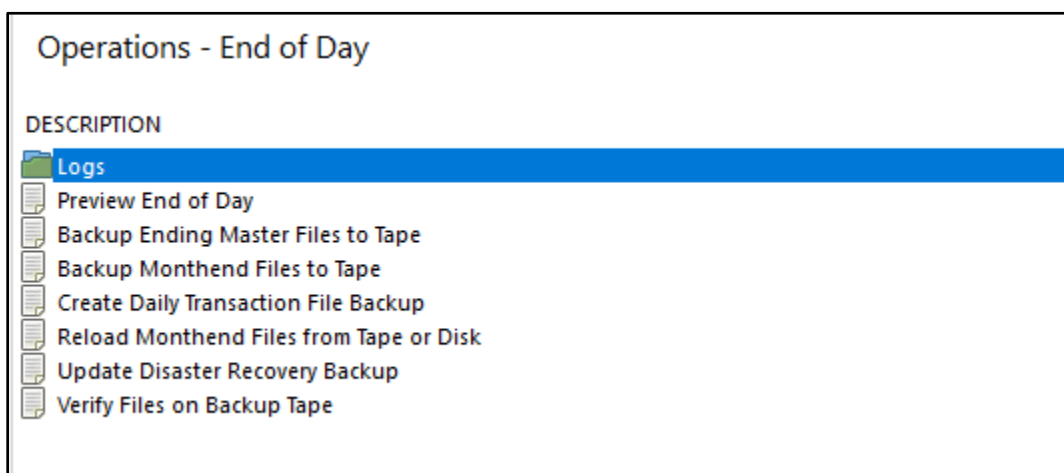 Operations - End of Day
DESCRIPTION
Logs
Preview End of Day
Backup Ending Master Files to Tape
Backup Monthend Files to Tape
Create Daily Transaction File Backup
Reload Monthend Files from Tape or Disk
Update Disaster Recovery Backup
Verify Files on Backup Tape